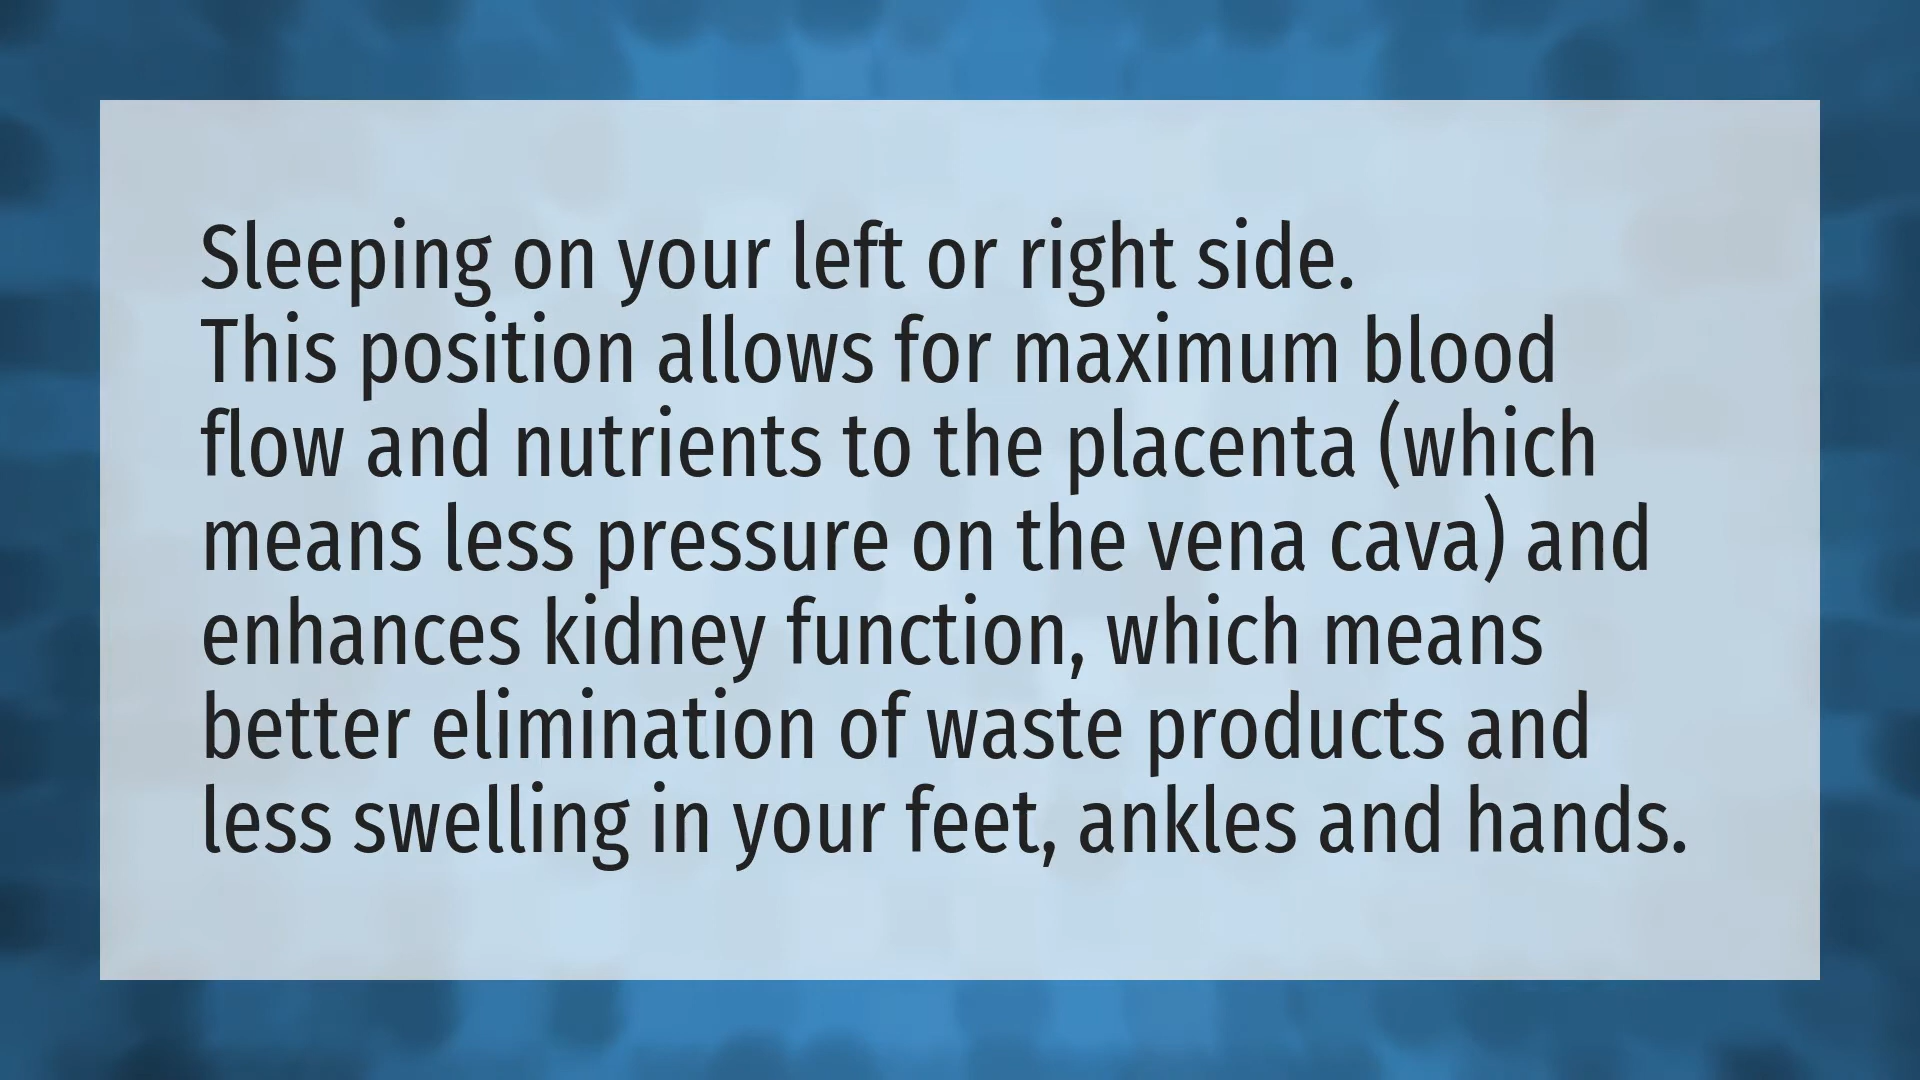 Sleeping on your left or right side.
This position allows for maximum blood
flow and nutrients to the placenta (which
means less pressure on the vena cava) and
enhances kidney function, which means
better elimination of waste products and
less swelling in your feet, ankles and hands.